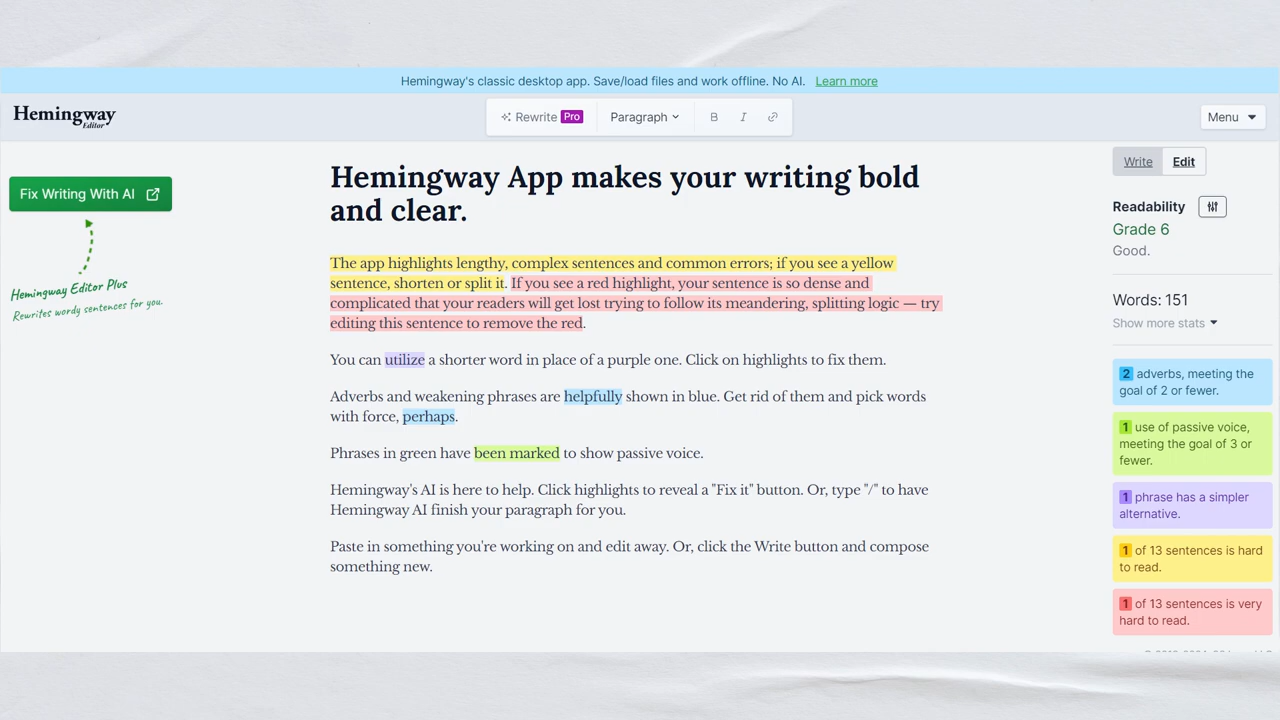 Hemingway's classic desktop app. Save/load files and work offline. No AI. Learn more
Hemingway
Editor
Rewrite Pro
Paragraph
B I
Menu
Fix Writing With AI
Hemingway Editor Plus
Rewrites wordy sentences for you.
Hemingway App makes your writing bold
and clear.
The app highlights lengthy, complex sentences and common errors; if you see a yellow
sentence, shorten or split it. If you see a red highlight, your sentence is so dense and
complicated that your readers will get lost trying to follow its meandering, splitting logic — try
editing this sentence to remove the red.
You can utilize a shorter word in place of a purple one. Click on highlights to fix them.
Adverbs and weakening phrases are helpfully shown in blue. Get rid of them and pick words
with force, perhaps.
Phrases in green have been marked to show passive voice.
Hemingway's AI is here to help. Click highlights to reveal a "Fix it" button. Or, type "/" to have
Hemingway AI finish your paragraph for you.
Paste in something you're working on and edit away. Or, click the Write button and compose
something new.
Write Edit
Readability
Grade 6
Good.
Words: 151
Show more stats
2 adverbs, meeting the
goal of 2 or fewer.
1 use of passive voice,
meeting the goal of 3 or
fewer.
1 phrase has a simpler
alternative.
1 of 13 sentences is hard
to read.
1 of 13 sentences is very
hard to read.